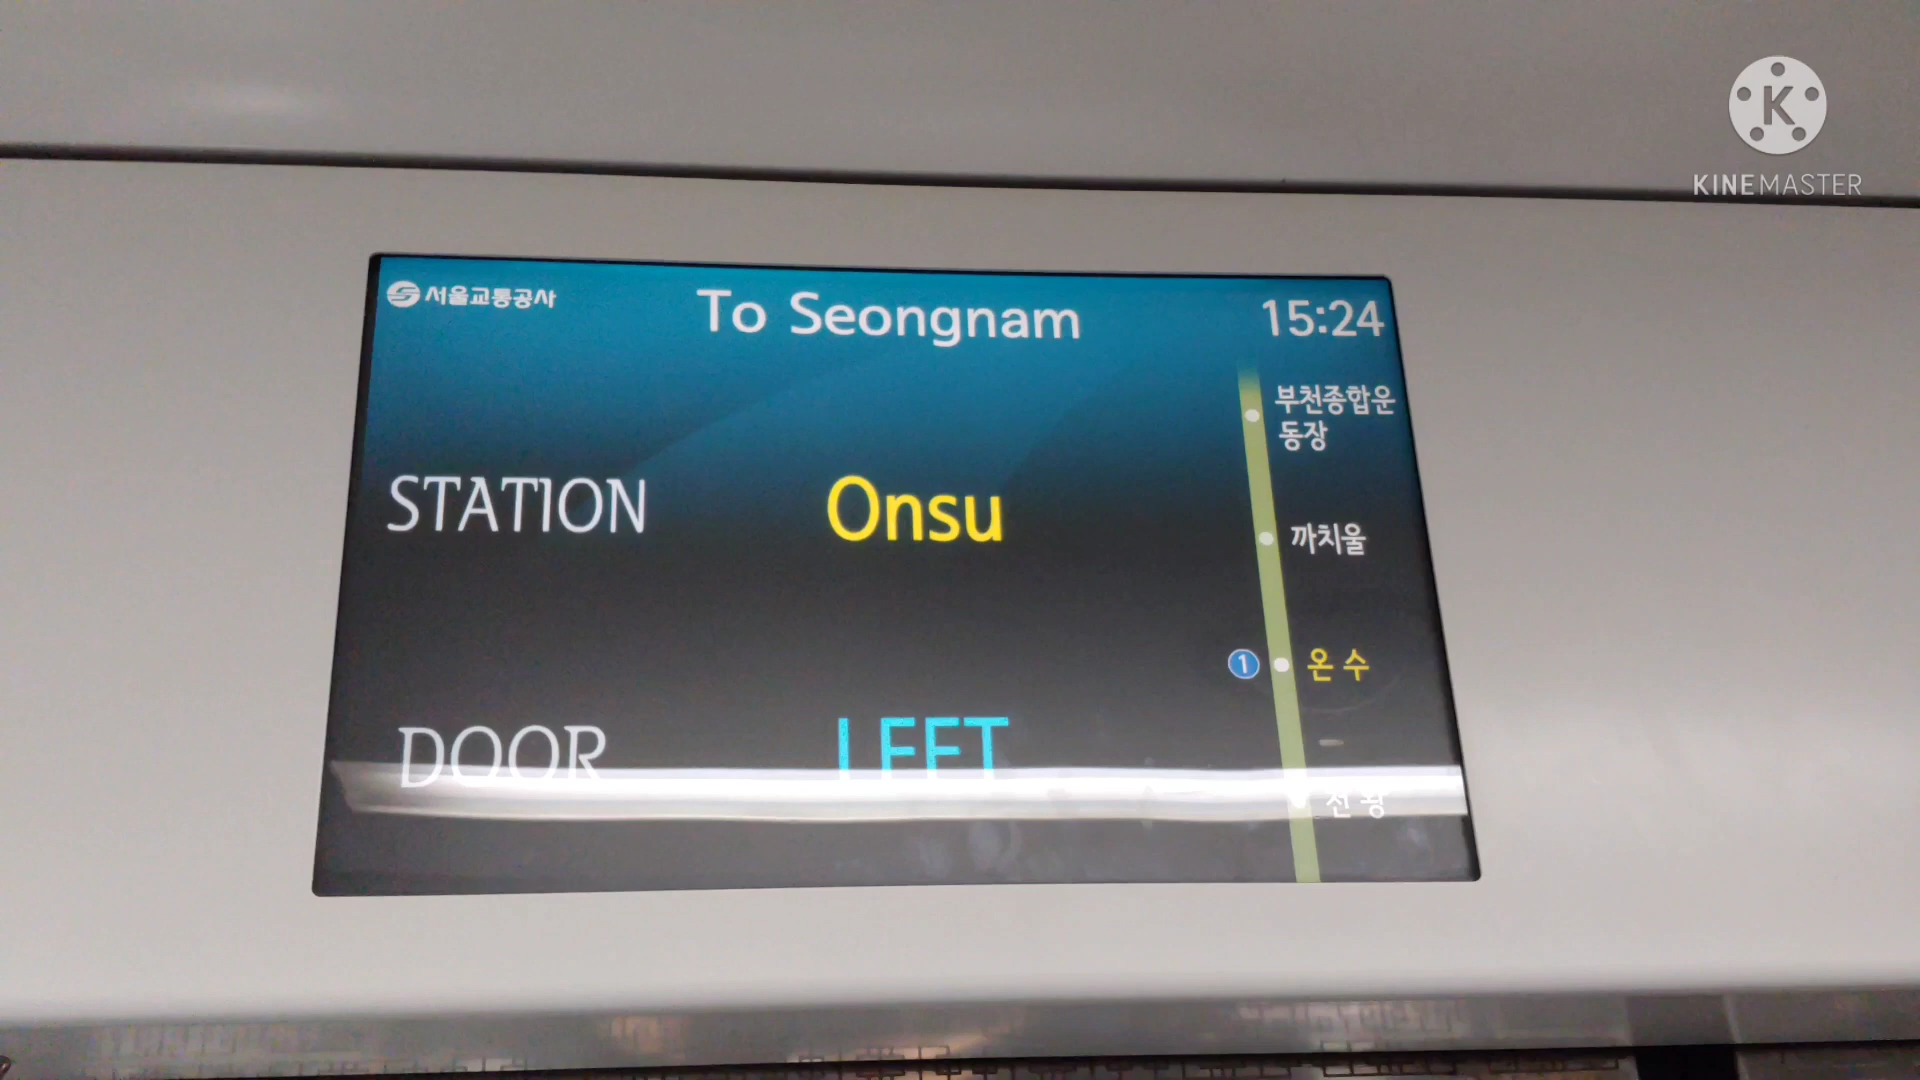 KINEMASTER
서울교통공사
To Seongnam
15:24
부천종합운
동장
STATION
Onsu
까치울
1
온수
DOOR
LEFT